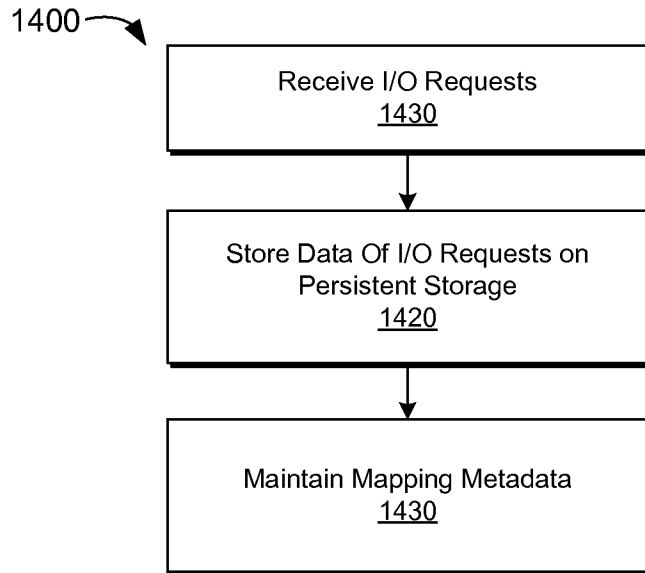 1400
Receive I/O Requests
1430
Store Data Of I/O Requests on
Persistent Storage
1420
Maintain Mapping Metadata
1430